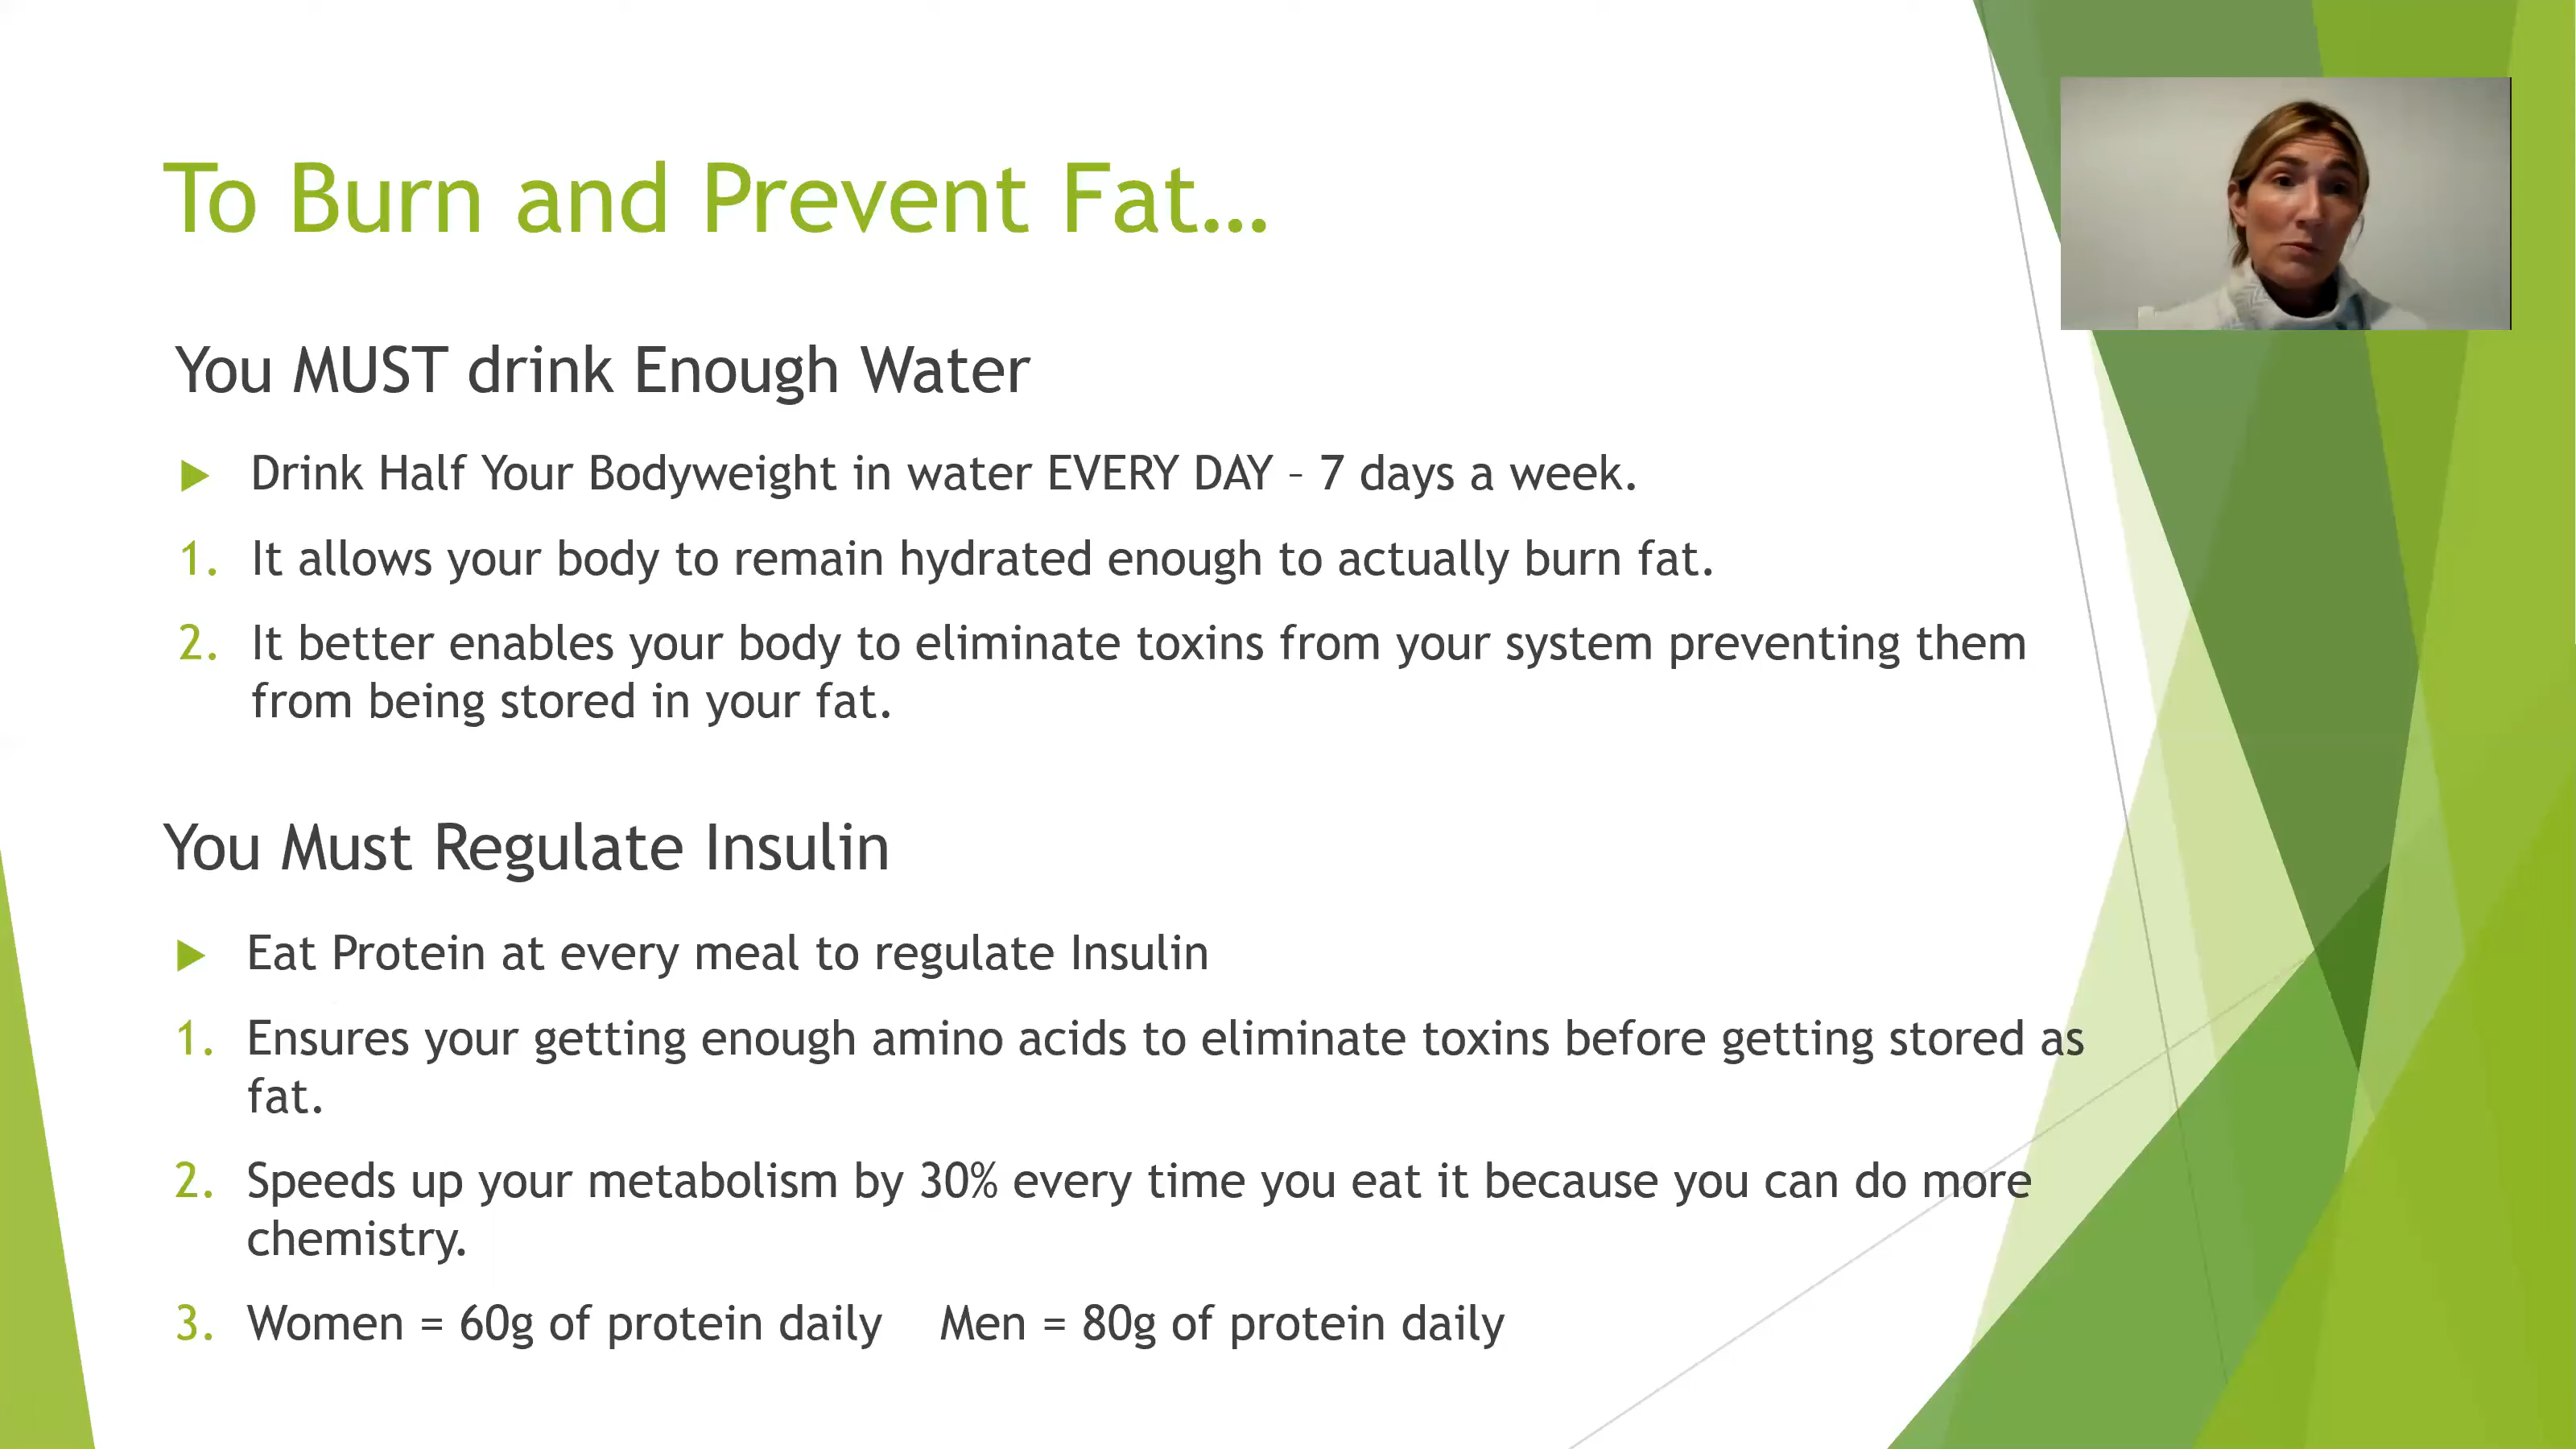 To Burn and Prevent Fat…
You MUST drink Enough Water
Drink Half Your Bodyweight in water EVERY DAY – 7 days a week.
1. It allows your body to remain hydrated enough to actually burn fat.
2. It better enables your body to eliminate toxins from your system preventing them
from being stored in your fat.
You Must Regulate Insulin
Eat Protein at every meal to regulate Insulin
1. Ensures your getting enough amino acids to eliminate toxins before getting stored as
fat.
2. Speeds up your metabolism by 30% every time you eat it because you can do more
chemistry.
3. Women = 60g of protein daily Men = 80g of protein daily